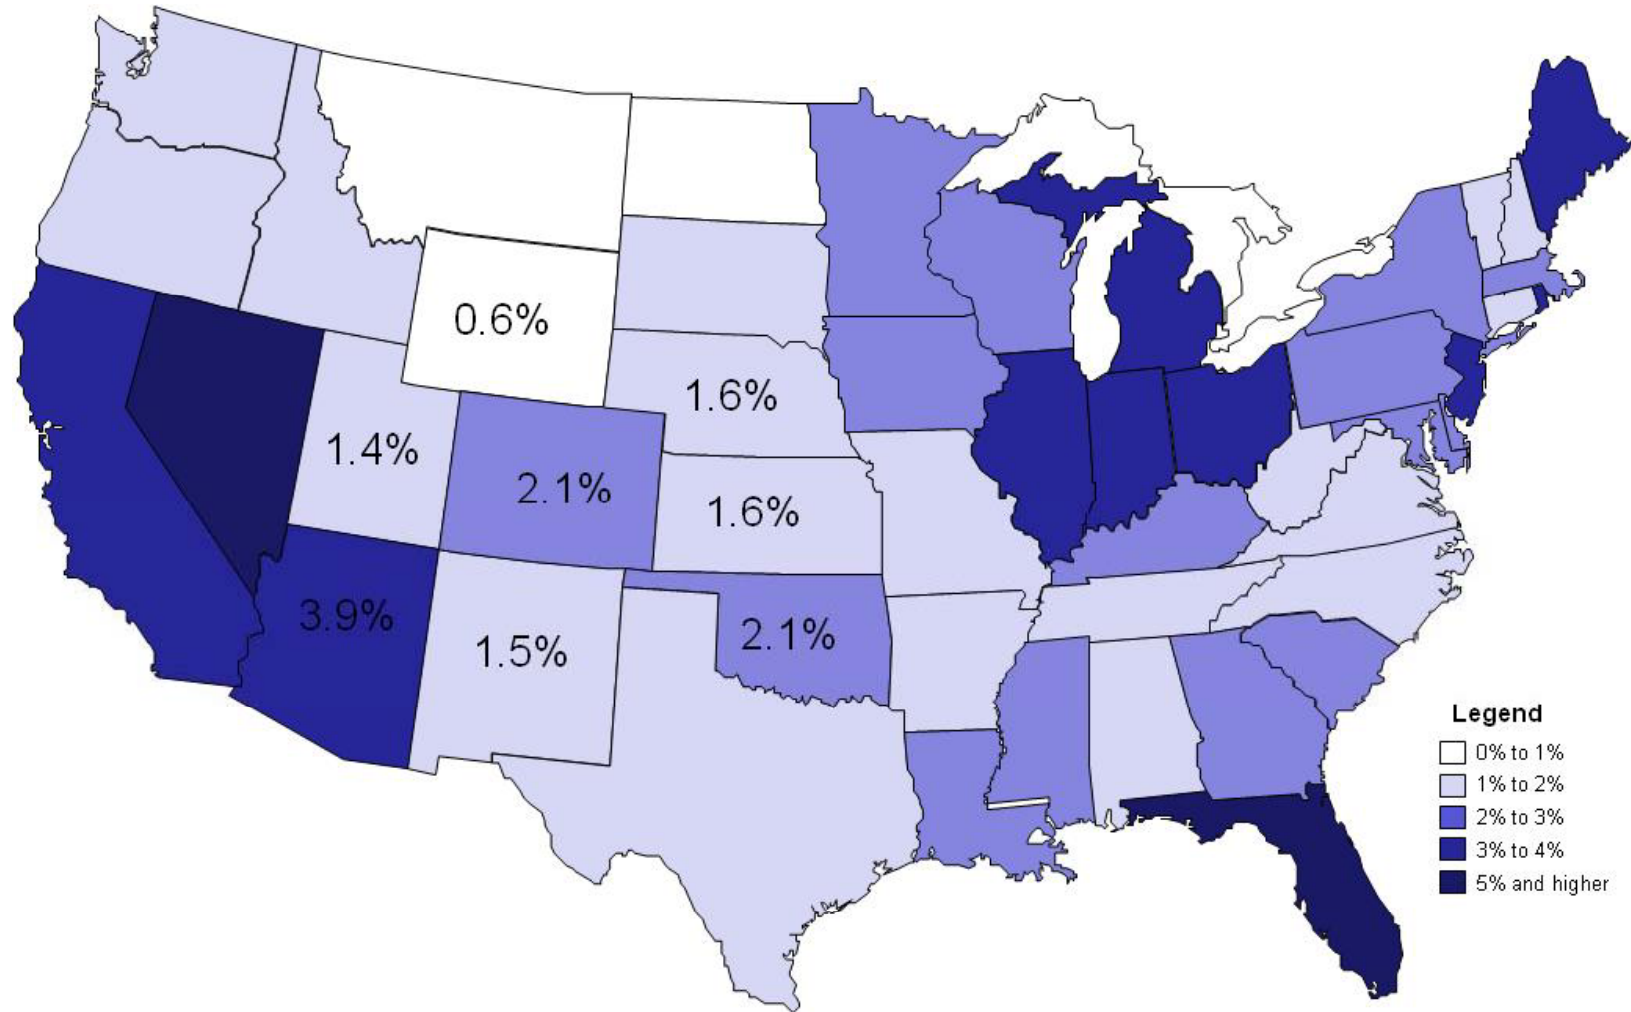 0.6%
1.6%
1.4%
2.1%
1.6%
3.9%
1.5%
2.1%
Legend
0% to 1%
1% to 2%
2% to 3%
3% to 4%
5% and higher